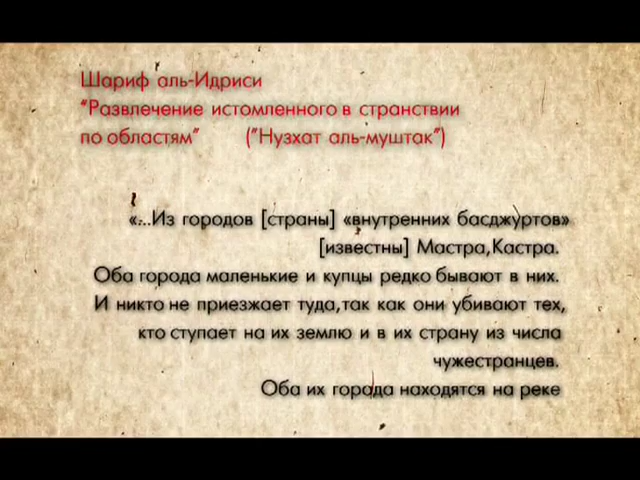 Шариф аль-Идриси
"Развлечение истомленного в странствии
по областям" ("Нузхат аль-муштак")
«...Из городов [страны] «внутренних басджуртов»
[известны] Мастра,Кастра.
Оба города маленькие и купцы редко бывают в них.
И никто не приезжает туда,так как они убивают тех,
кто ступает на их землю и в их страну из числа
чужестранцев.
Оба их города находятся на реке